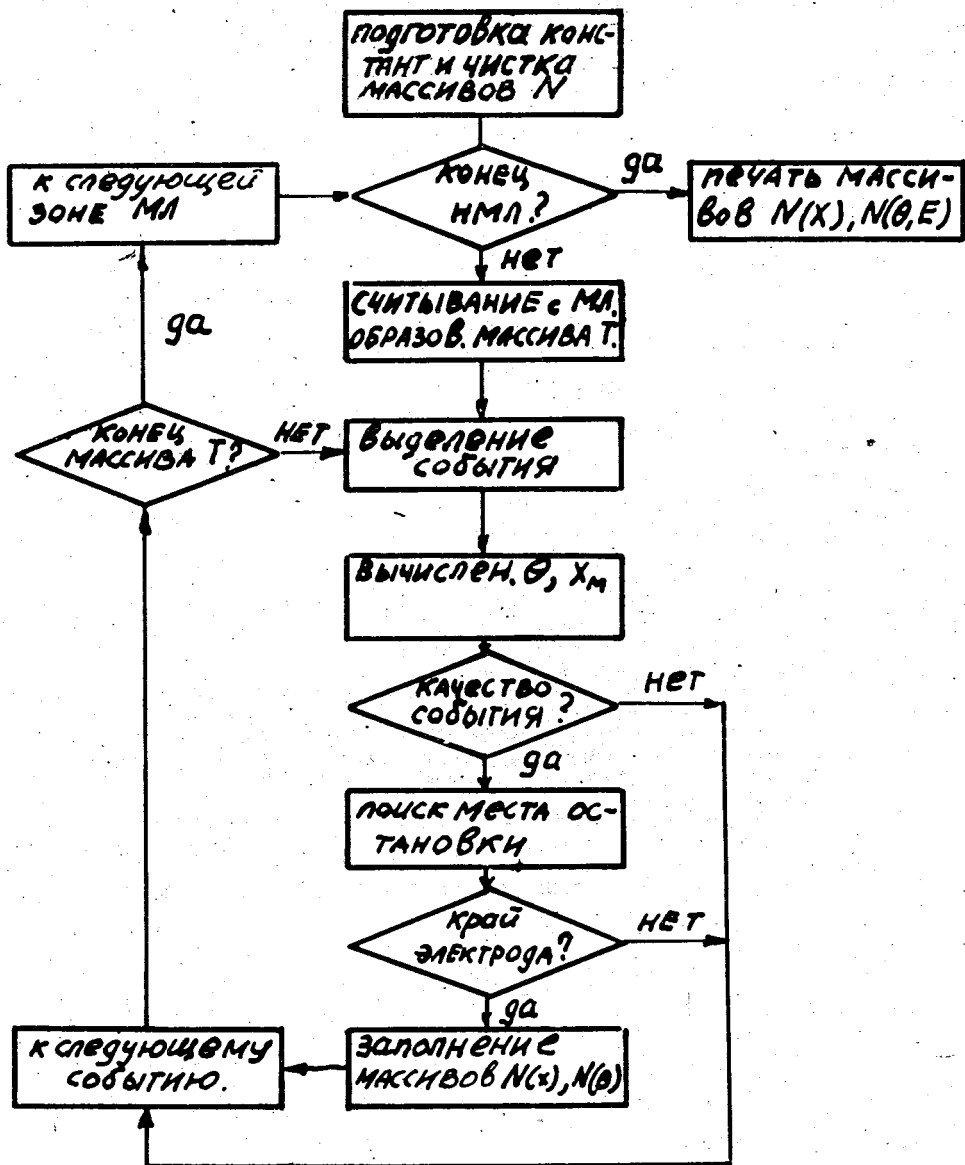 подготовка конс-
тант и чистка
массивов N
к следующей
зоне МЛ
конец
НМЛ?
да
печать масси-
вов N(X), N(θ,E)
нет
считывание с МЛ.
образов. массива Т.
да
конец
массива Т?
нет
выделение
события
вычислен. θ, Xм
качество
события?
нет
да
поиск места ос-
тановки
край
электрода?
нет
да
к следующему
событию.
заполнение
массивов N(x), N(θ)